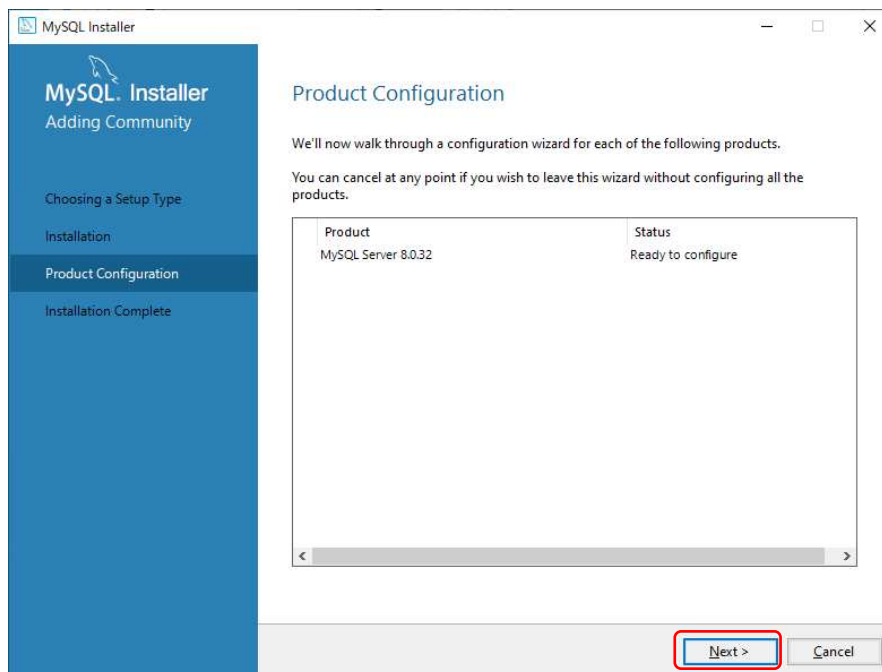 MySQL Installer
MySQL. Installer
Adding Community
Choosing a Setup Type
Installation
Product Configuration
Installation Complete
Product Configuration
We'll now walk through a configuration wizard for each of the following products.
You can cancel at any point if you wish to leave this wizard without configuring all the
products.
Product Status
MySQL Server 8.0.32 Ready to configure
Next > Cancel